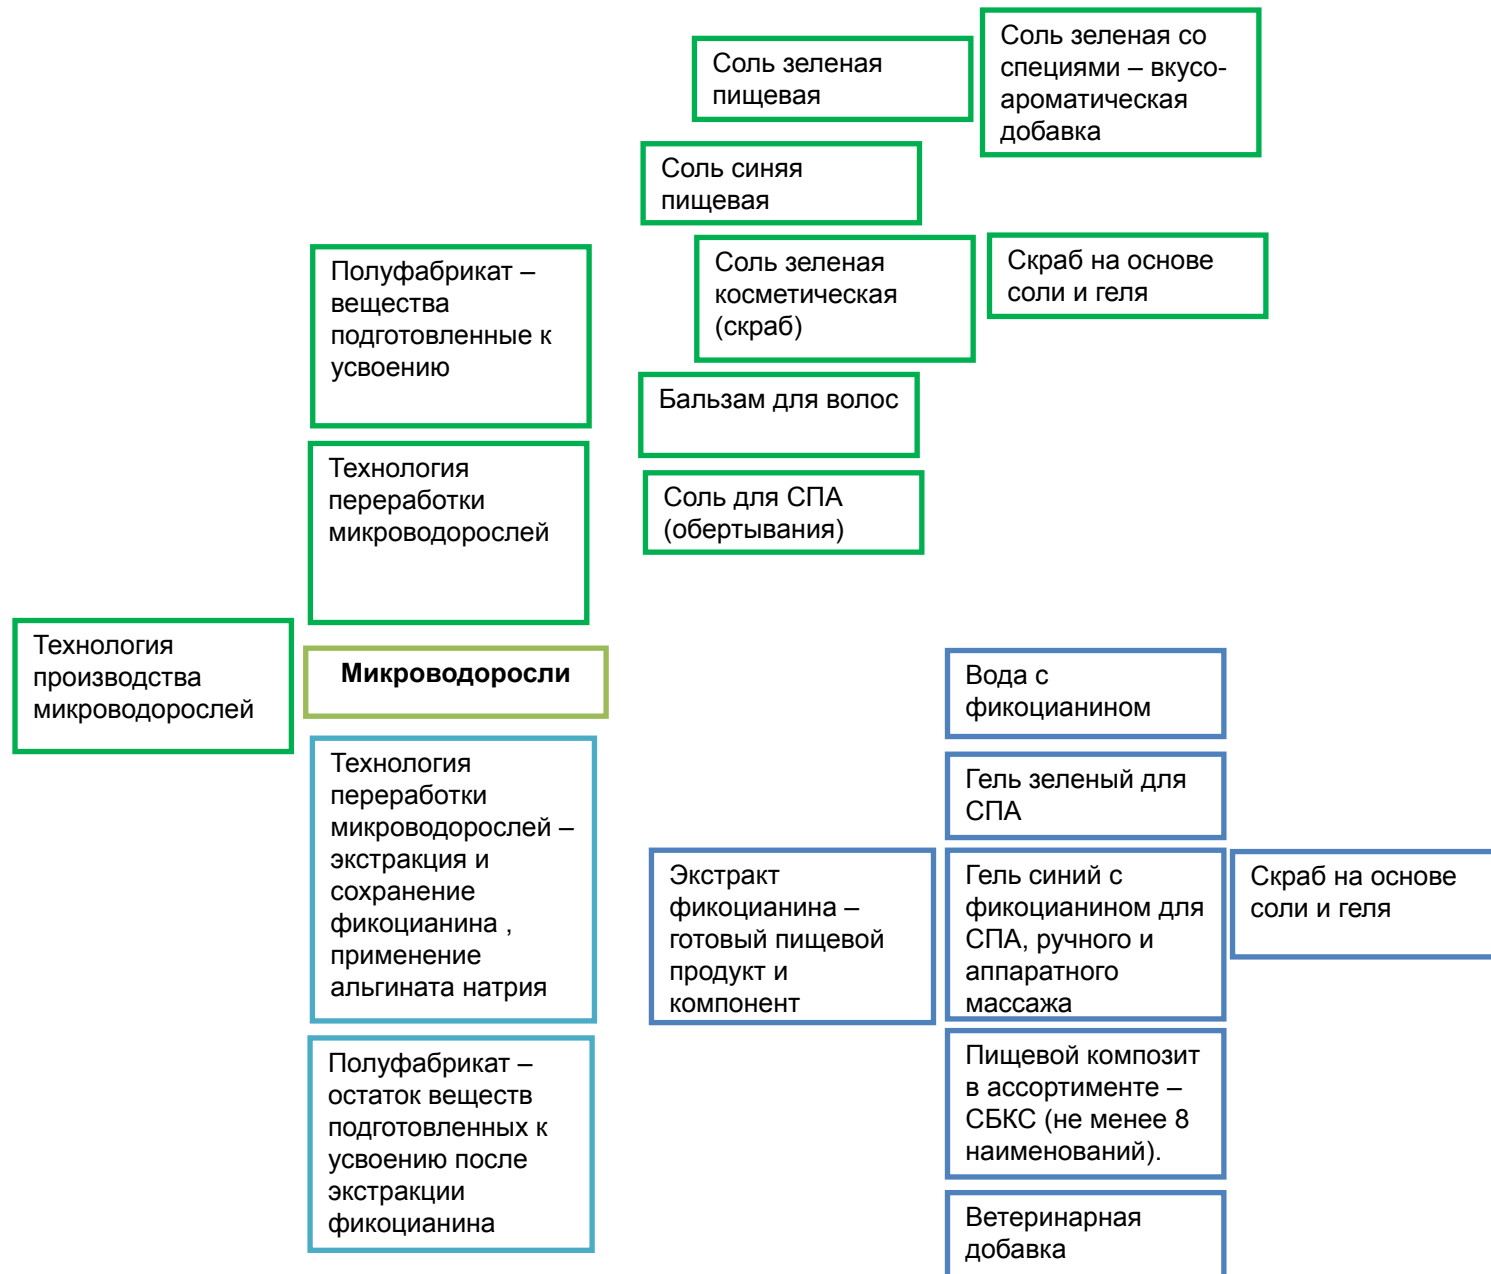 Соль зеленая
пищевая
Соль зеленая со
специями – вкусо-
ароматическая
добавка
Соль синяя
пищевая
Полуфабрикат –
вещества
подготовленные к
усвоению
Соль зеленая
косметическая
(скраб)
Скраб на основе
соли и геля
Бальзам для волос
Технология
переработки
микроводорослей
Соль для СПА
(обертывания)
Технология
производства
микроводорослей
Микроводоросли
Вода с
фикоцианином
Технология
переработки
микроводорослей –
экстракция и
сохранение
фикоцианина ,
применение
альгината натрия
Гель зеленый для
СПА
Экстракт
фикоцианина –
готовый пищевой
продукт и
компонент
Гель синий с
фикоцианином для
СПА, ручного и
аппаратного
массажа
Скраб на основе
соли и геля
Полуфабрикат –
остаток веществ
подготовленных к
усвоению после
экстракции
фикоцианина
Пищевой композит
в ассортименте –
СБКС (не менее 8
наименований).
Ветеринарная
добавка